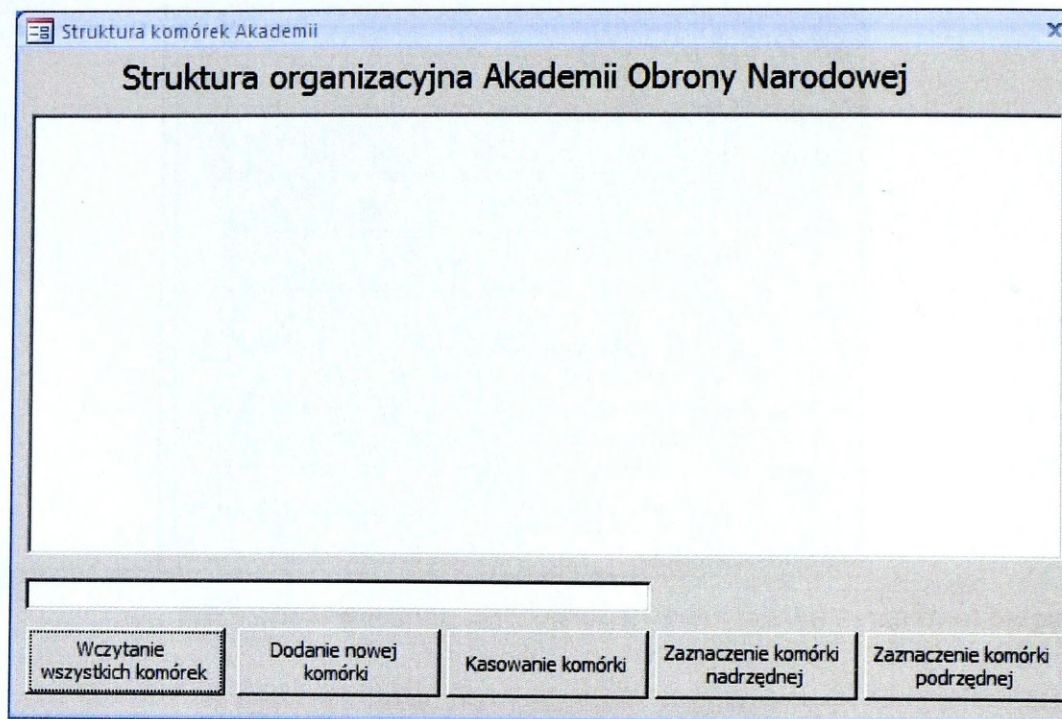 Struktura komórek Akademii
Struktura organizacyjna Akademii Obrony Narodowej
Wczytanie
wszystkich komórek
Dodanie nowej
komórki
Kasowanie komórki
Zaznaczenie komórki
nadrzędnej
Zaznaczenie komórki
podrzędnej